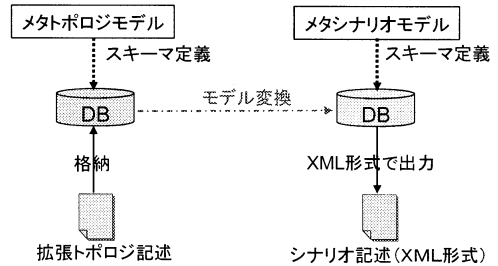 メタトポロジモデル
メタシナリオモデル
スキーマ定義
スキーマ定義
モデル変換
DB
DB
格納
XML形式で出力
拡張トポロジ記述
シナリオ記述(XML形式)